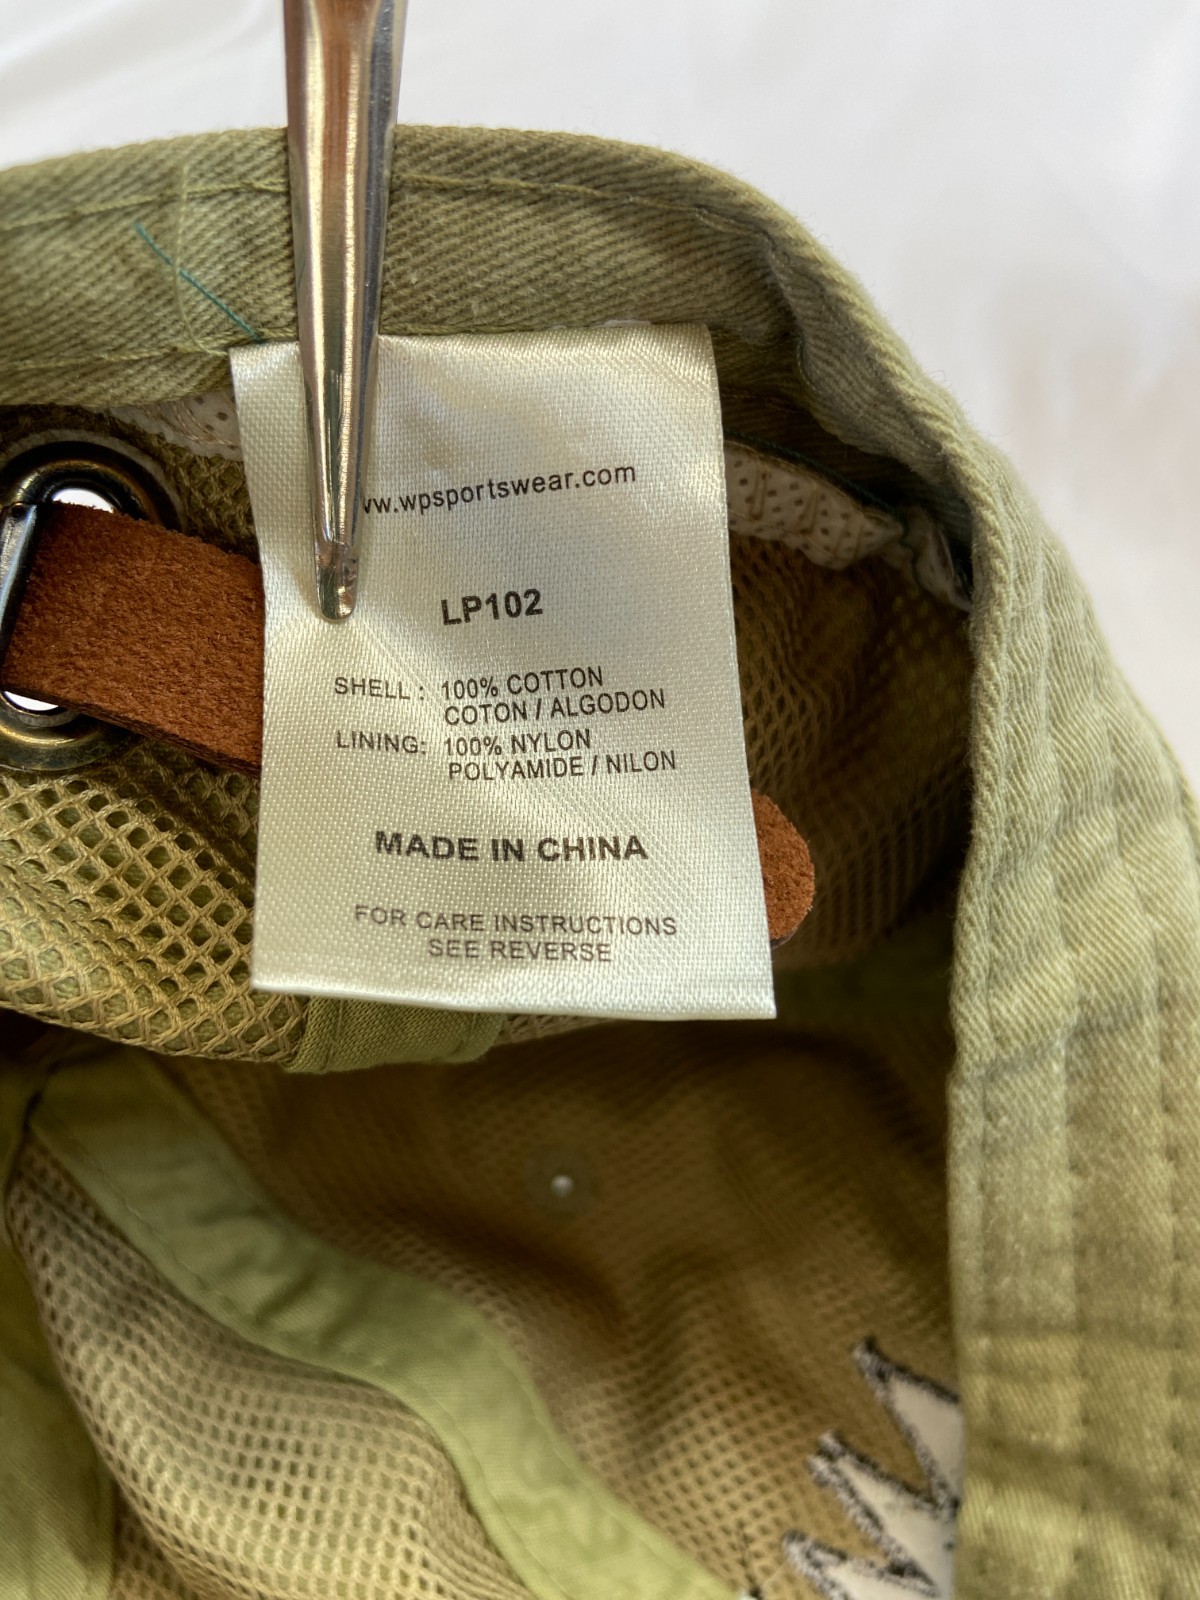 ww.wpsportswear.com
LP102
SHELL : 100% COTTON
COTON / ALGODON
LINING: 100% NYLON
POLYAMIDE / NILON
MADE IN CHINA
FOR CARE INSTRUCTIONS
SEE REVERSE